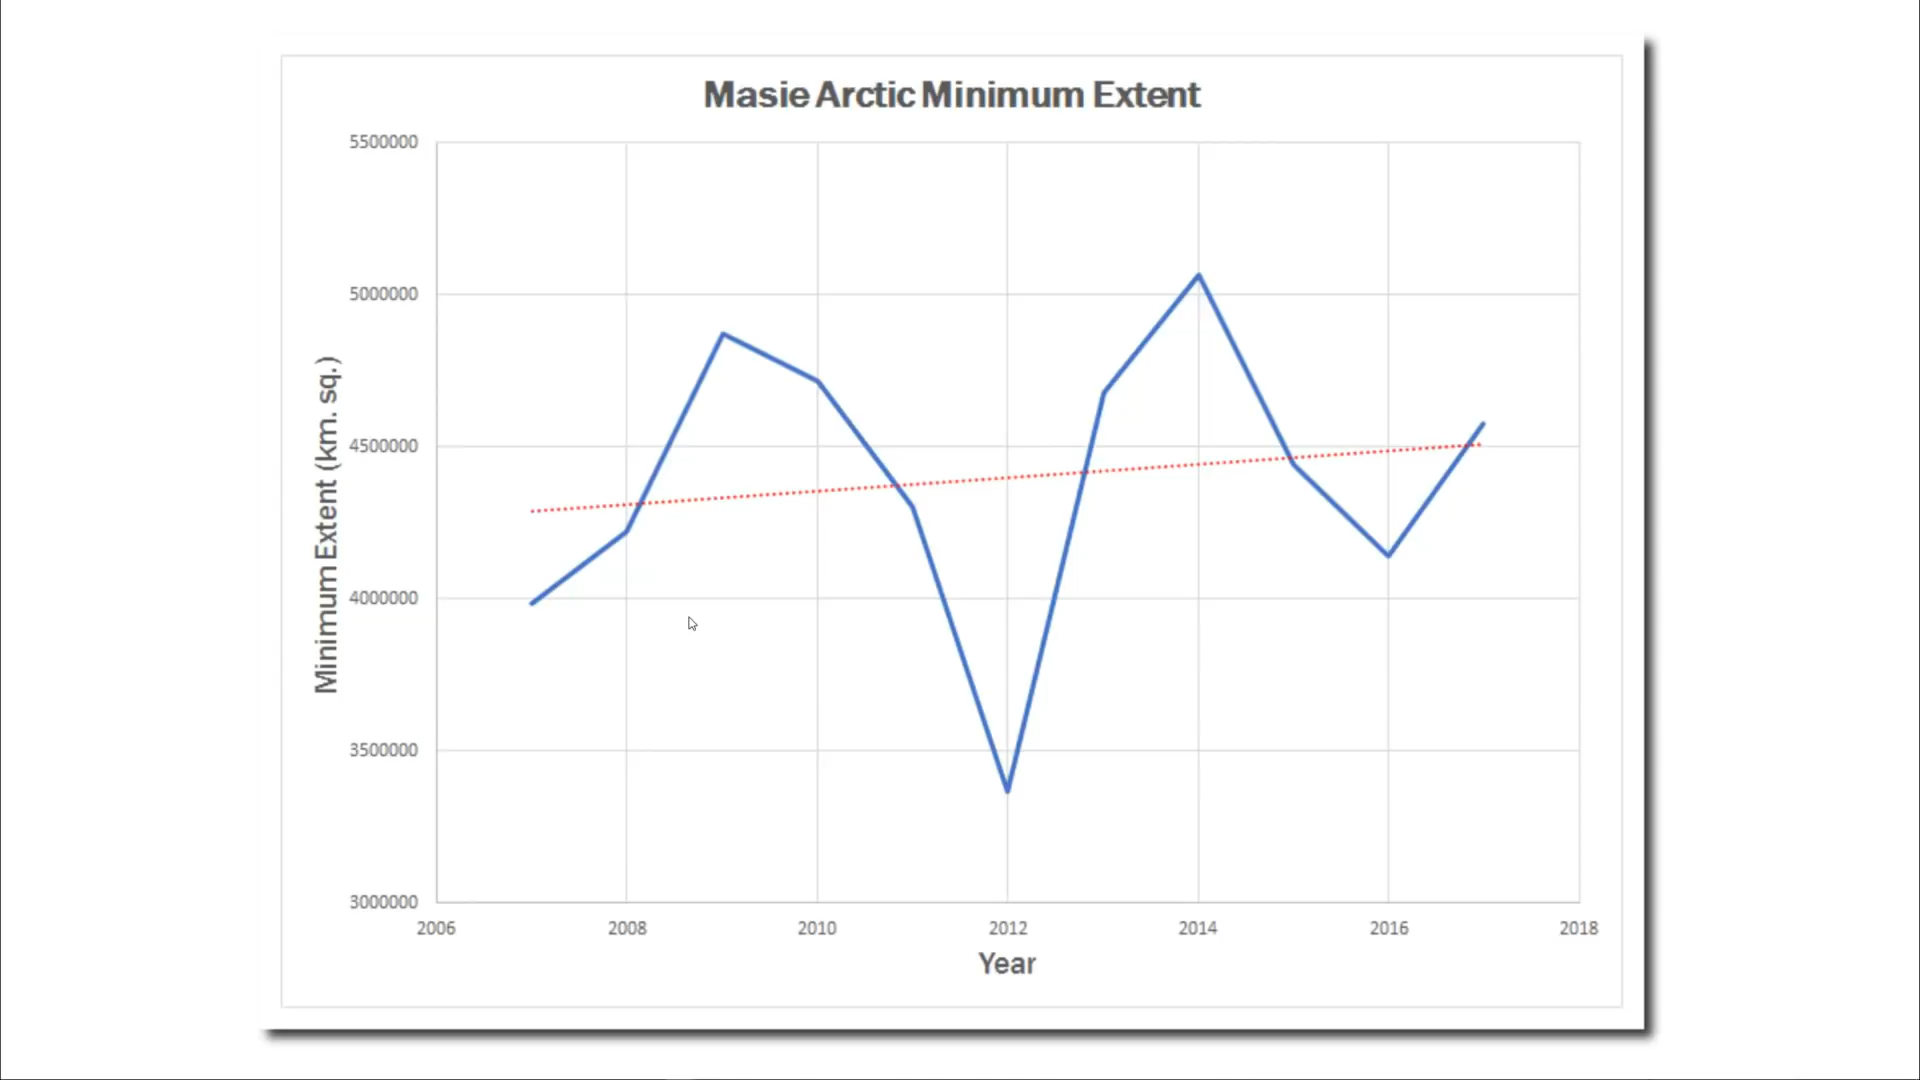 Masie Arctic Minimum Extent
5500000
5000000
4500000
4000000
3500000
3000000
Minimum Extent (km. sq.)
2006 2008 2010 2012 2014 2016 2018
Year